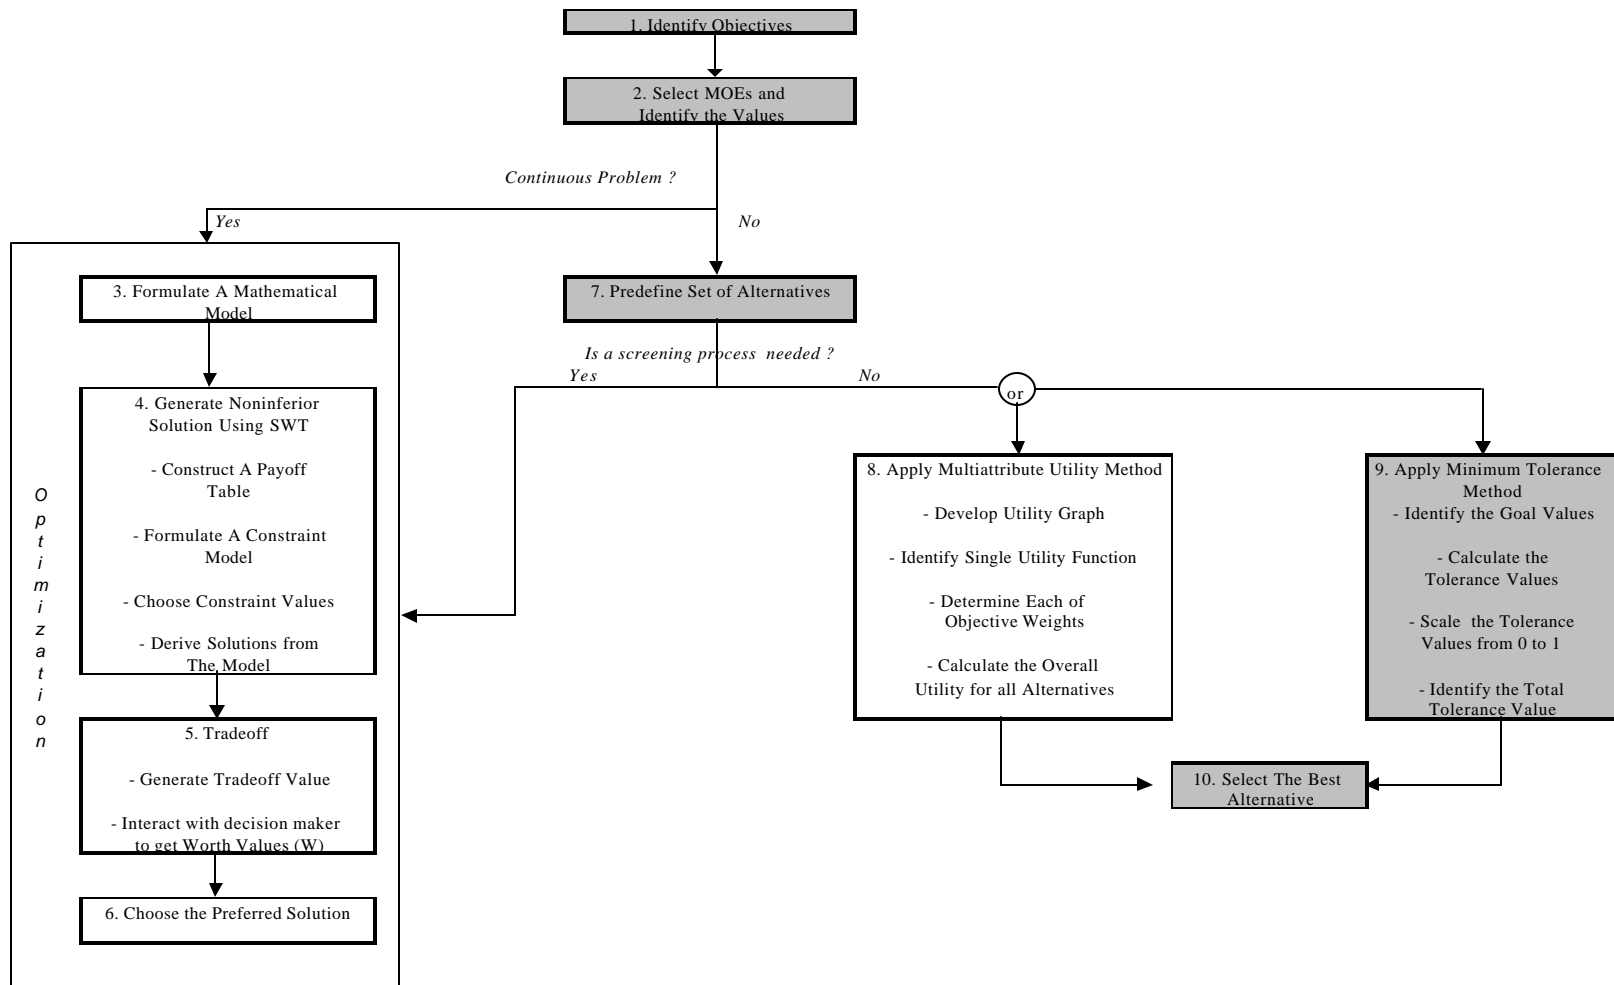 1. Identify Objectives
2. Select MOEs and
Identify the Values
Continuous Problem ?
Yes
No
3. Formulate A Mathematical
Model
7. Predefine Set of Alternatives
Is a screening process needed ?
Yes
No
or
4. Generate Noninferior
Solution Using SWT
- Construct A Payoff
Table
- Formulate A Constraint
Model
- Choose Constraint Values
- Derive Solutions from
The Model
Optimization
5. Tradeoff
- Generate Tradeoff Value
- Interact with decision maker
to get Worth Values (W)
6. Choose the Preferred Solution
8. Apply Multiattribute Utility Method
- Develop Utility Graph
- Identify Single Utility Function
- Determine Each of
Objective Weights
- Calculate the Overall
Utility for all Alternatives
9. Apply Minimum Tolerance
Method
- Identify the Goal Values
- Calculate the
Tolerance Values
- Scale the Tolerance
Values from 0 to 1
- Identify the Total
Tolerance Value
10. Select The Best
Alternative